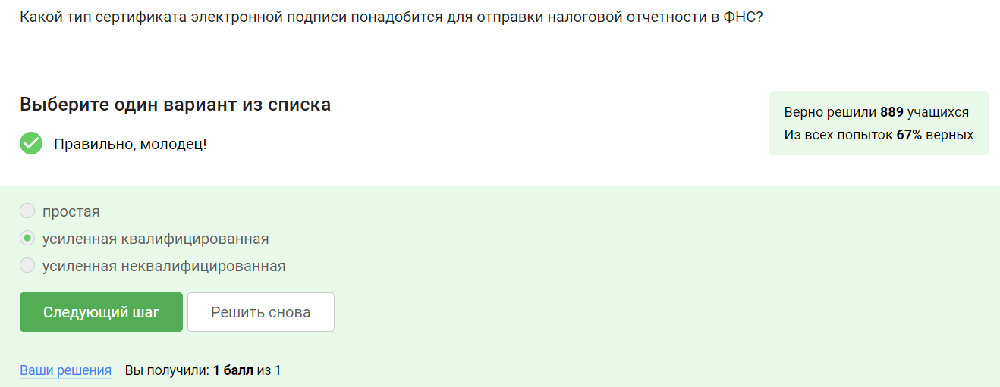 Какой тип сертификата электронной подписи понадобится для отправки налоговой отчетности в ФНС?
Выберите один вариант из списка
Правильно, молодец!
Верно решили 889 учащихся
Из всех попыток 67% верных
простая
усиленная квалифицированная
усиленная неквалифицированная
Следующий шаг
Решить снова
Ваши решения Вы получили: 1 балл из 1